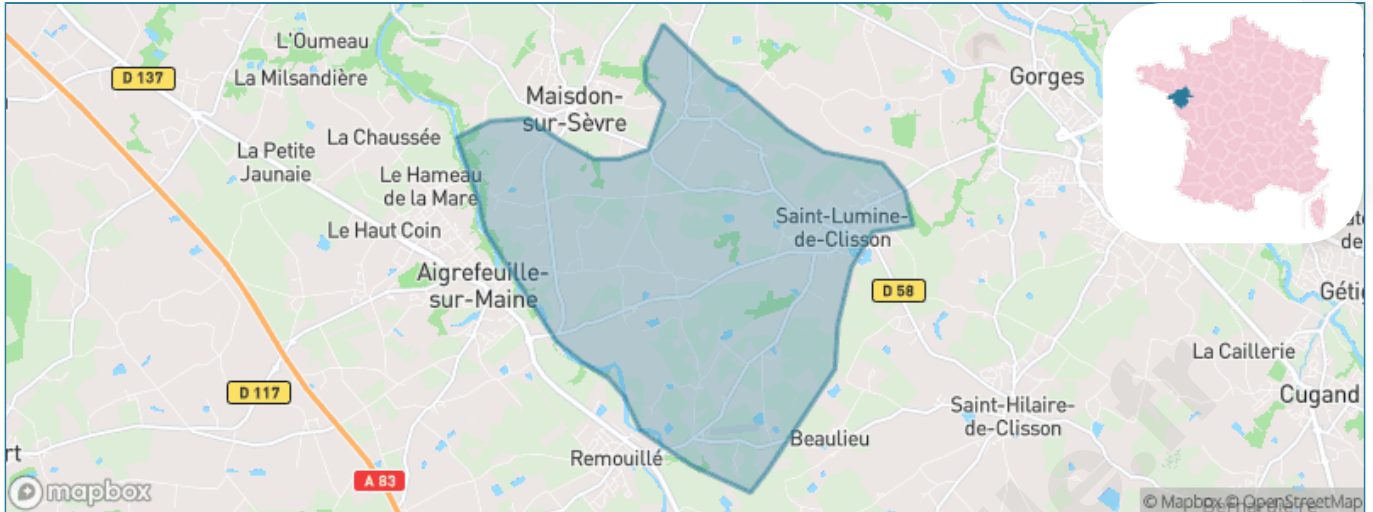 L'Oumeau
D 137
La Milsandière
Maisdon-
sur-Sèvre
Gorges
La Chaussée
La Petite
Jaunaie
Le Hameau
de la Mare
Le Haut Coin
Saint-Lumine-
de-Clisson
Aigrefeuille-
sur-Maine
D 58
La Caillerie
D 117
Cugand
Saint-Hilaire-
de-Clisson
Beaulieu
Remouillé
A 83
mapbox
© Mapbox © OpenStreetMap